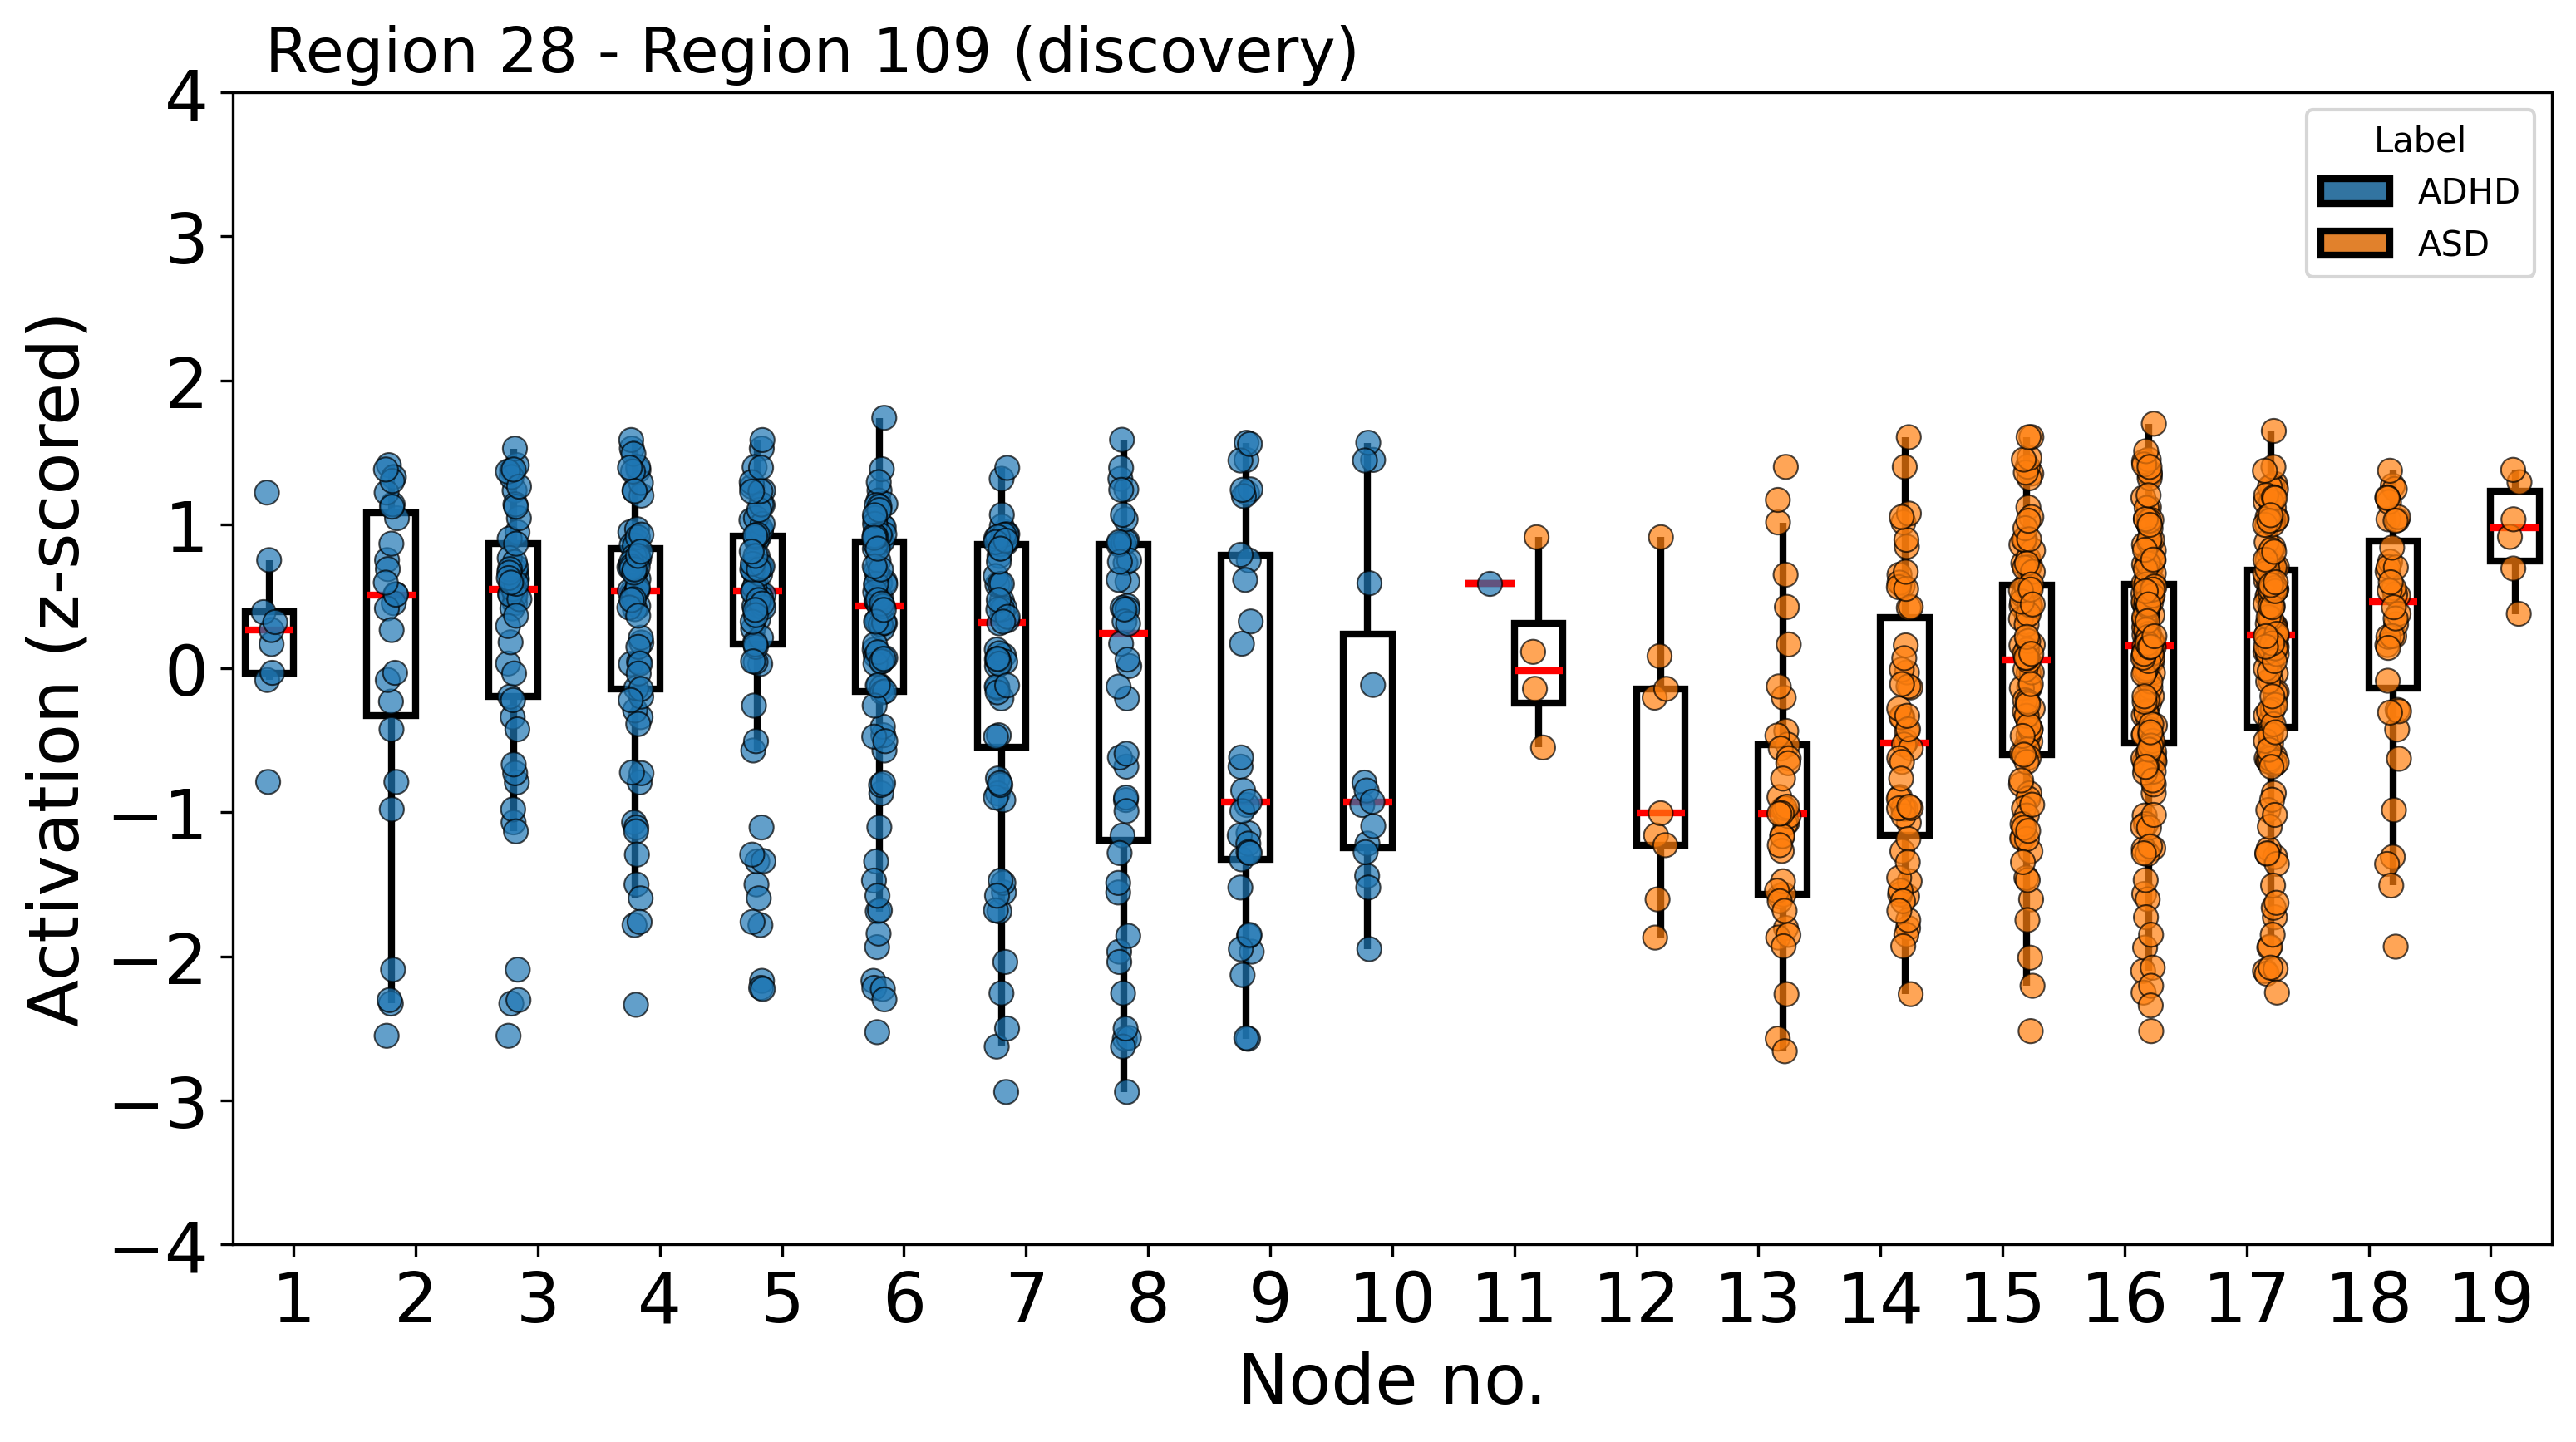 Region 28 - Region 109 (discovery)
Label
ADHD
ASD
Activation (z-scored)
4
3
2
1
0
−1
−2
−3
−4
1 2 3 4 5 6 7 8 9 10 11 12 13 14 15 16 17 18 19
Node no.